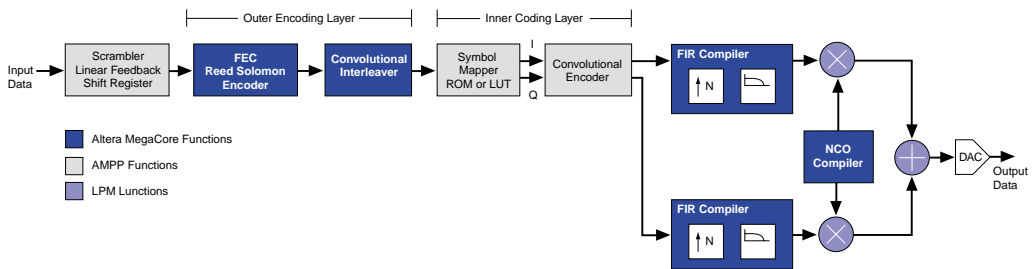 Outer Encoding Layer
Inner Coding Layer
Input
Data
Scrambler
Linear Feedback
Shift Register
FEC
Reed Solomon
Encoder
Convolutional
Interleaver
Symbol
Mapper
ROM or LUT
I
Q
Convolutional
Encoder
FIR Compiler
N
NCO
Compiler
FIR Compiler
N
DAC
Output
Data
Altera MegaCore Functions
AMPP Functions
LPM Lunctions